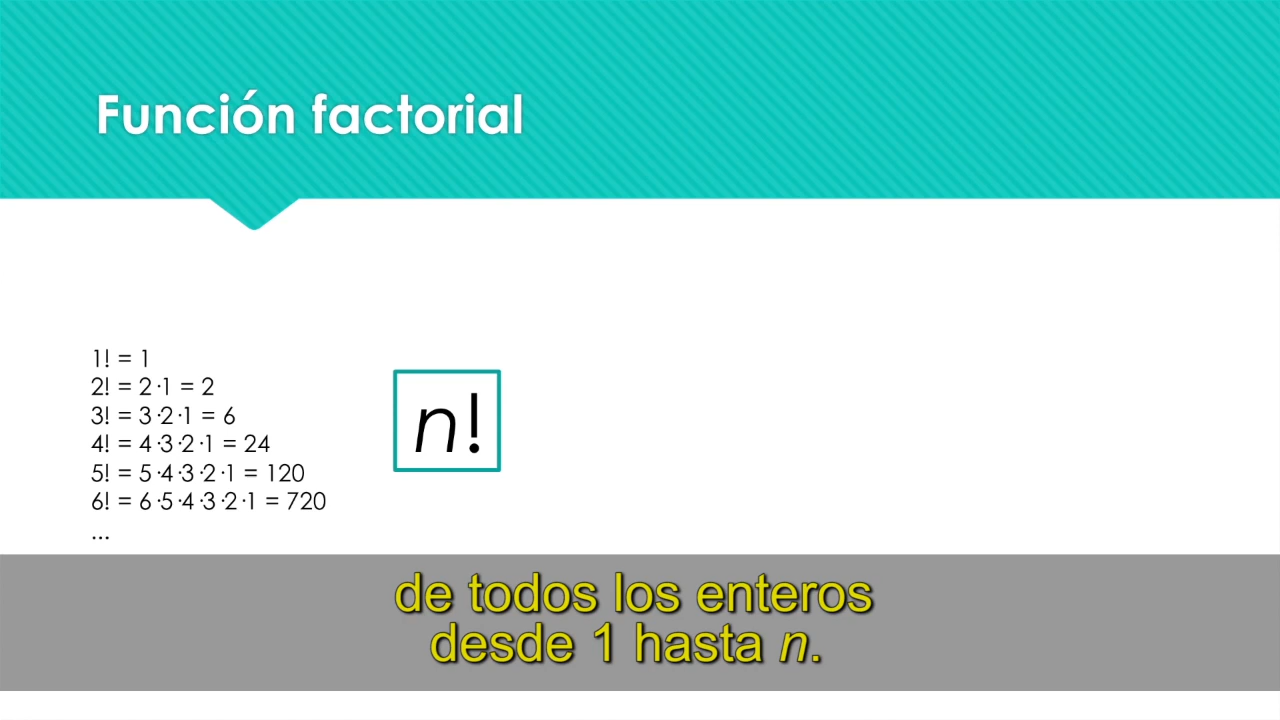 Función factorial
1! = 1
2! = 2·1 = 2
3! = 3·2·1 = 6
4! = 4·3·2·1 = 24
5! = 5·4·3·2·1 = 120
6! = 6·5·4·3·2·1 = 720
...
n!
de todos los enteros
desde 1 hasta n.